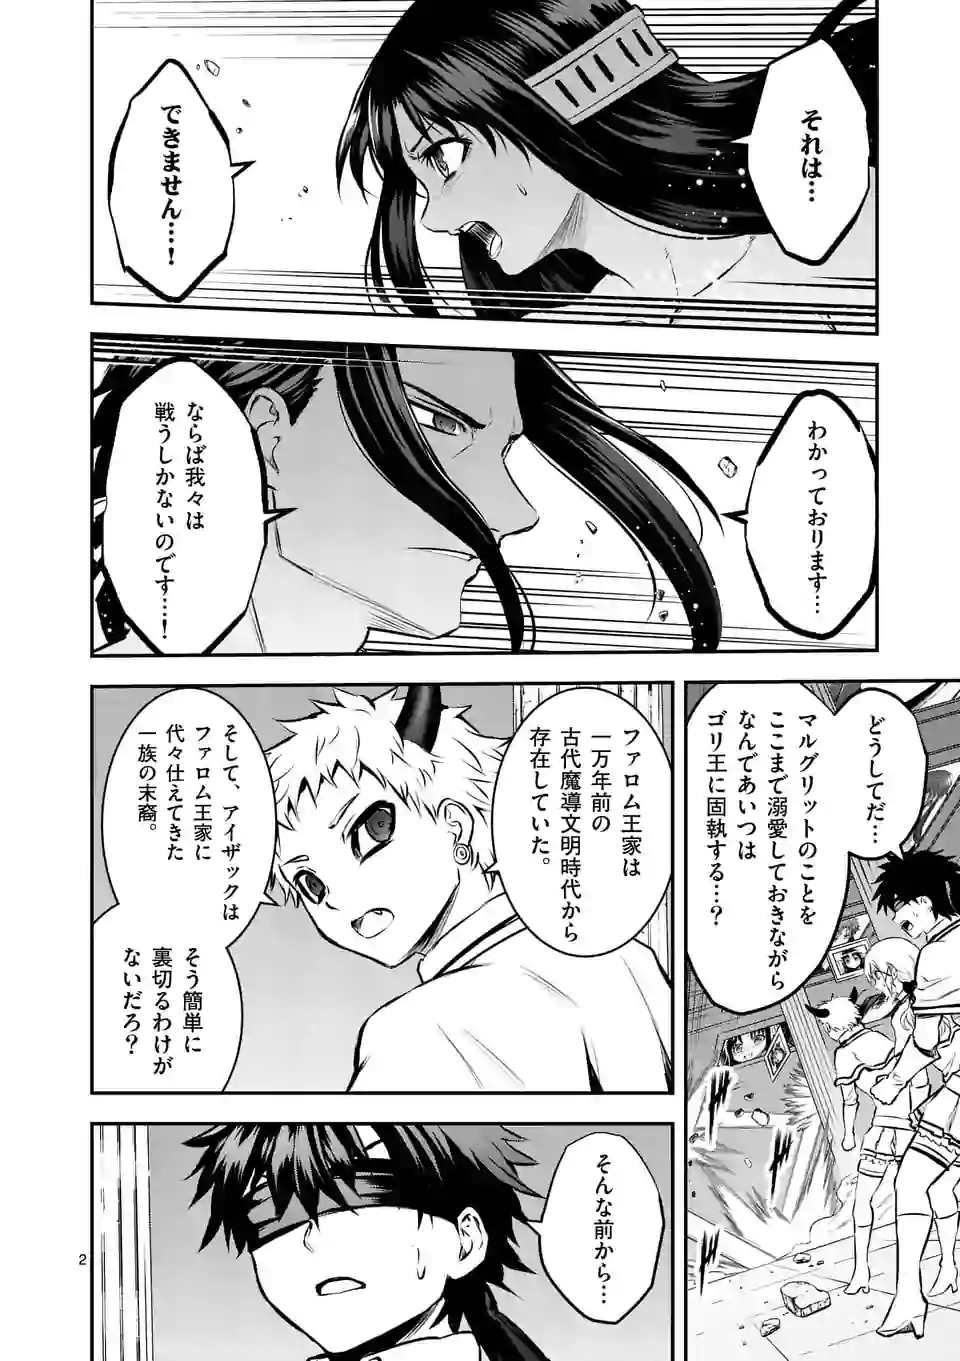 それは…
できません…！
わかっております…
ならば我々は
戦うしかないのです…！
どうしてだ…
マルグリットのことを
ここまで溺愛しておきながら
なんであいつは
ゴリ王に固執する…？
ファロム王家は
一万年前の
古代魔導文明時代から
存在していた。
そして、アイザックは
ファロム王家に
代々仕えてきた
一族の末裔。
そう簡単に
裏切るわけが
ないだろ？
そんな前から…
2